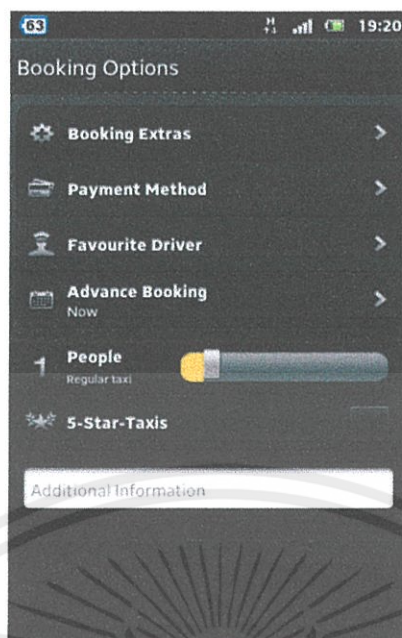 63 H 19:20
Booking Options
Booking Extras
Payment Method
Favourite Driver
Advance Booking
Now
1 People
Regular taxi
5-Star-Taxis
Additional Information